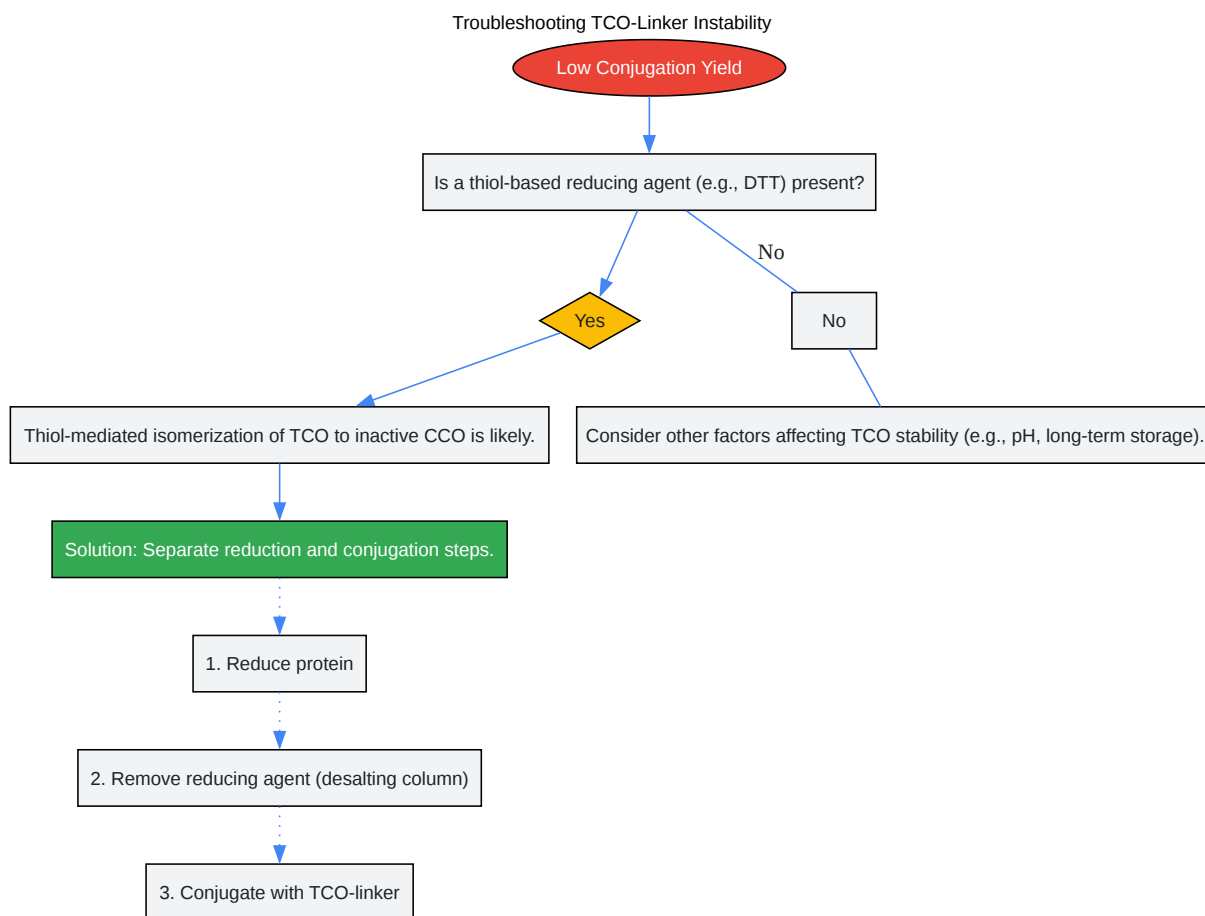 Troubleshooting TCO-Linker Instability
Low Conjugation Yield
Is a thiol-based reducing agent (e.g., DTT) present?
No
Yes
No
Thiol-mediated isomerization of TCO to inactive CCO is likely.
Consider other factors affecting TCO stability (e.g., pH, long-term storage).
Solution: Separate reduction and conjugation steps.
1. Reduce protein
2. Remove reducing agent (desalting column)
3. Conjugate with TCO-linker